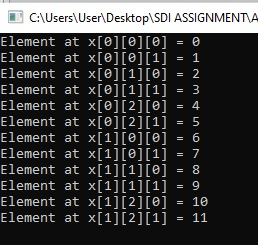 C:\Users\User\Desktop\SDI ASSIGNMENT\A
Element at x[0][0][0] = 0
Element at x[0][0][1] = 1
Element at x[0][1][0] = 2
Element at x[0][1][1] = 3
Element at x[0][2][0] = 4
Element at x[0][2][1] = 5
Element at x[1][0][0] = 6
Element at x[1][0][1] = 7
Element at x[1][1][0] = 8
Element at x[1][1][1] = 9
Element at x[1][2][0] = 10
Element at x[1][2][1] = 11